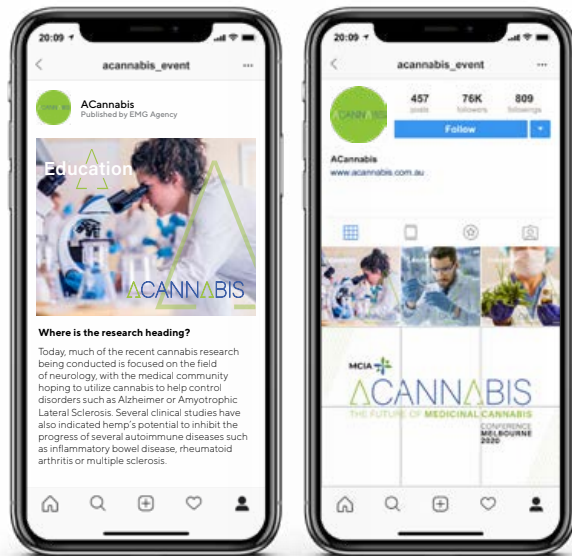 20:09
acannabis_event
ACannabis
Published by EMG Agency
Education
ACANNABIS
Where is the research heading?
Today, much of the recent cannabis research
being conducted is focused on the field
of neurology, with the medical community
hoping to utilize cannabis to help control
disorders such as Alzheimer or Amyotrophic
Lateral Sclerosis. Several clinical studies have
also indicated hemp's potential to inhibit the
progress of several autoimmune diseases such
as inflammatory bowel disease, rheumatoid
arthritis or multiple sclerosis.
20:09
acannabis_event
ACANNABIS
457 76K 809
posts followers followings
Follow
ACannabis
www.acannabis.com.au
MCIA
ACANNABIS
THE FUTURE OF MEDICINAL CANNABIS
CONFERENCE
MELBOURNE
2020